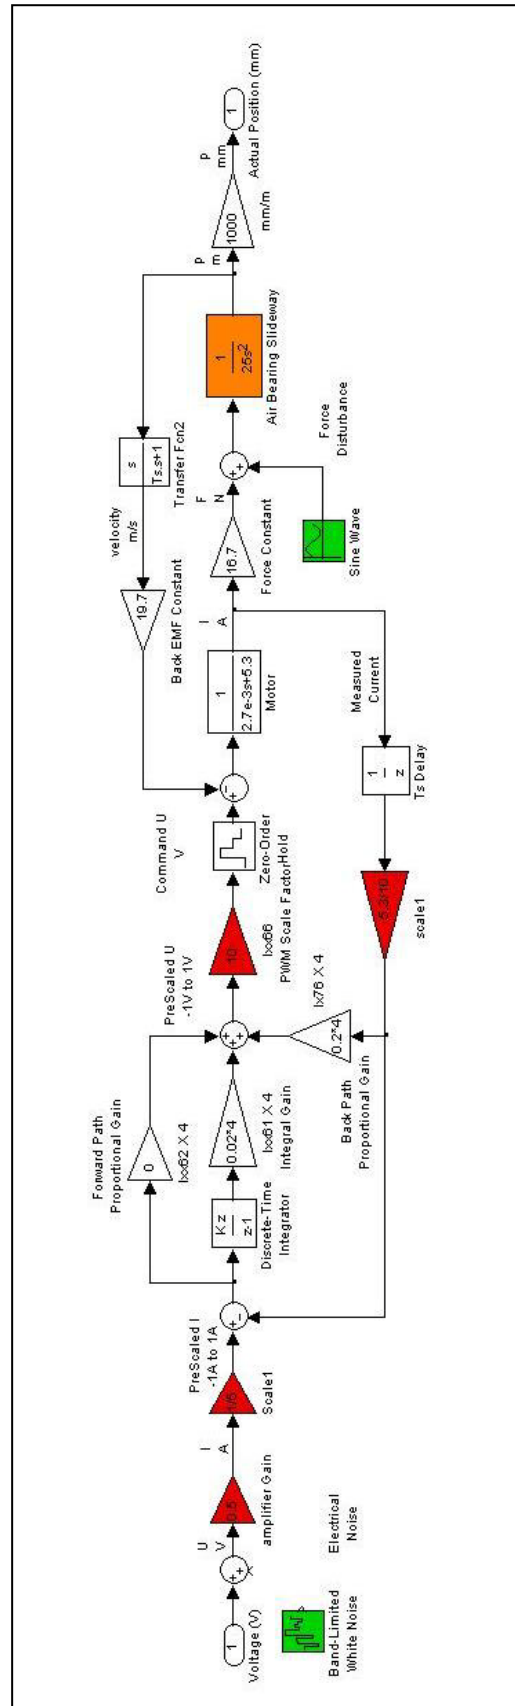 1
Voltage (V)
Band-Limited
White Noise
Electrical
Noise
U
V
0.5
amplifier Gain
I
A
1/5
Scale1
PreScaled I
-1A to 1A
K z
z-1
Discrete-Time
Integrator
Forward Path
Proportional Gain
0
Ixx62 X 4
0.02*4
Ixx61 X 4
Integral Gain
0.2*4
Ix76 X 4
Back Path
Proportional Gain
PreScaled U
-1V to 1V
10
Ixx66
PWM Scale Factor
Zero-Order
Hold
Command U
V
1
2.7e-3s+5.3
Motor
I
A
Measured
Current
1
z
Ts Delay
scale1
16.7
Force Constant
F
N
Sine Wave
Force
Disturbance
19.7
Back EMF Constant
velocity
m/s
s
Ts.s+1
Transfer Fcn2
1
25s2
Air Bearing Slideway
p
m
1000
mm/m
p
mm
1
Actual Position (mm)